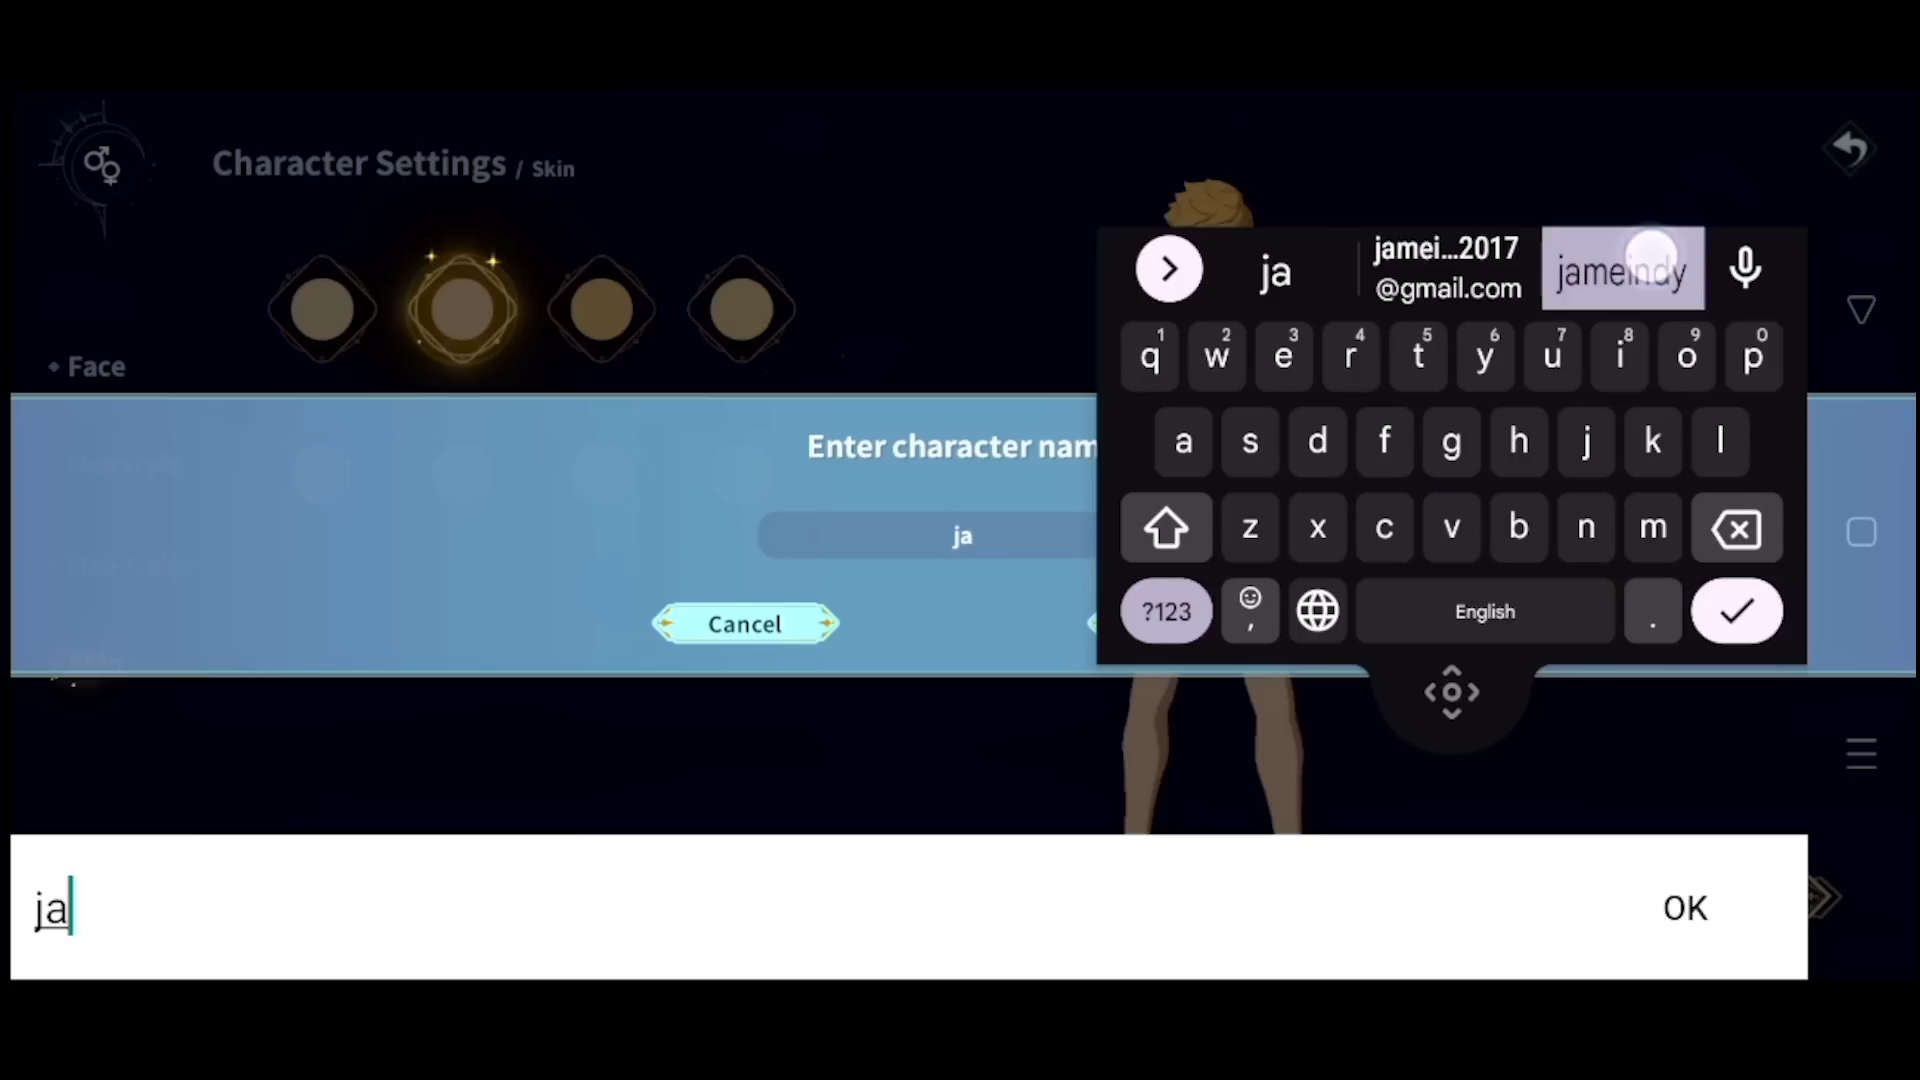 Character Settings / Skin
Face
ja
jamei...2017
@gmail.com
jameindy
1 2 3 4 5 6 7 8 9 0
q w e r t y u i o p
a s d f g h j k l
z x c v b n m
?123 , English .
Enter character nam
ja
Cancel
ja
OK